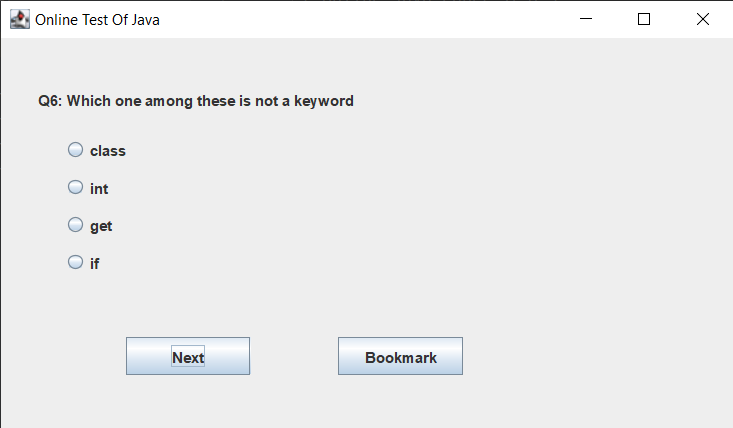 Online Test Of Java
Q6: Which one among these is not a keyword
class
int
get
if
Next
Bookmark